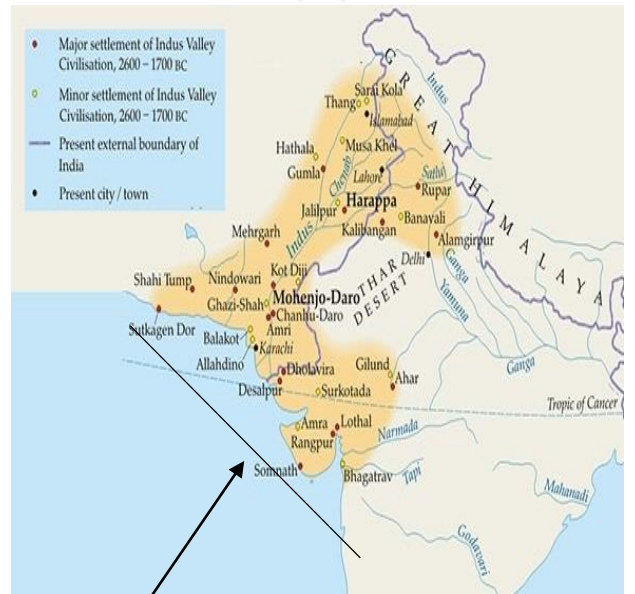 Major settlement of Indus Valley
Civilisation, 2600 – 1700 BC
Minor settlement of Indus Valley
Civilisation, 2600 – 1700 BC
Present external boundary of
India
Present city / town
GREAT HIMALAYA
Indus
Sarai Kola
Thang
Islamabad
Musa Khel
Hathala
Gumla
Chenab
Lahore
Satluj
Rupar
Jalilpur
Harappa
Banavali
Kalibangan
Alamgirpur
Mehrgarh
Indus
Delhi
Ganga
Yamuna
Kot Diji
THAR
DESERT
Shahi Tump
Nindowari
Ghazi-Shah
Mohenjo-Daro
Chanhu-Daro
Sutkagen Dor
Amri
Balakot
Karachi
Allahdino
Gilund
Ganga
Dholavira
Ahar
Desalpur
Surkotada
Tropic of Cancer
Amra
Lothal
Narmada
Rangpur
Somnath
Bhagatrav
Tapi
Mahanadi
Godavari